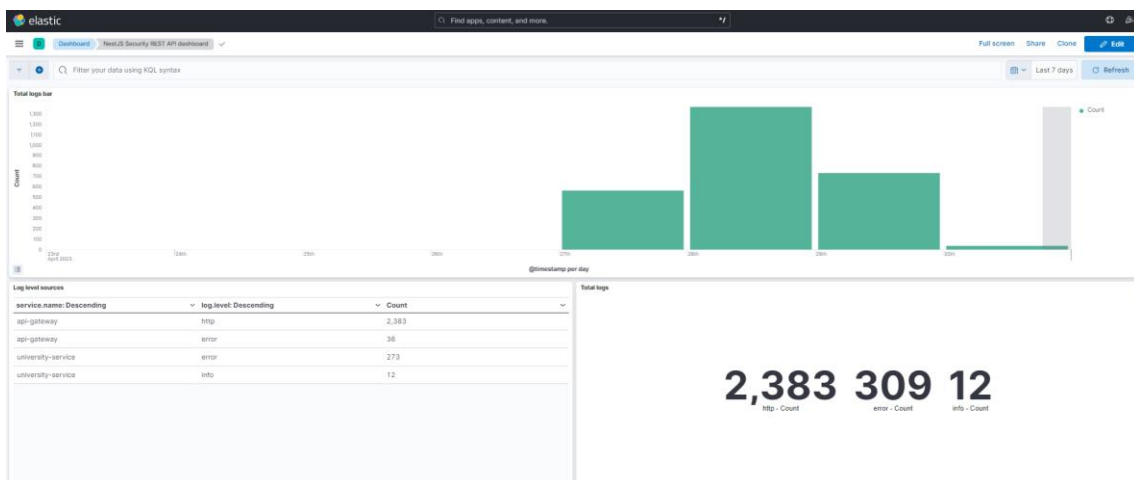 elastic
Find apps, content, and more.
*/
D
Dashboard
NestJS Security REST API dashboard
Full screen
Share
Clone
Edit
Filter your data using KQL syntax
Last 7 days
Refresh
Total logs bar
Count
1,300
1,200
1,100
1,000
900
800
700
600
500
400
300
200
100
0
23rd
April 2023
24th
25th
26th
27th
28th
29th
30th
@timestamp per day
Count
Log level sources
service.name: Descending log.level: Descending Count
api-gateway http 2,383
api-gateway error 36
university-service error 273
university-service info 12
Total logs
2,383 309 12
http - Count error - Count info - Count